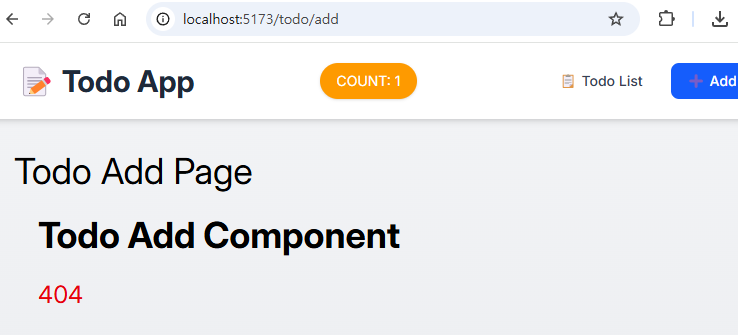 localhost:5173/todo/add
Todo App
COUNT: 1
Todo List
Add
Todo Add Page
Todo Add Component
404